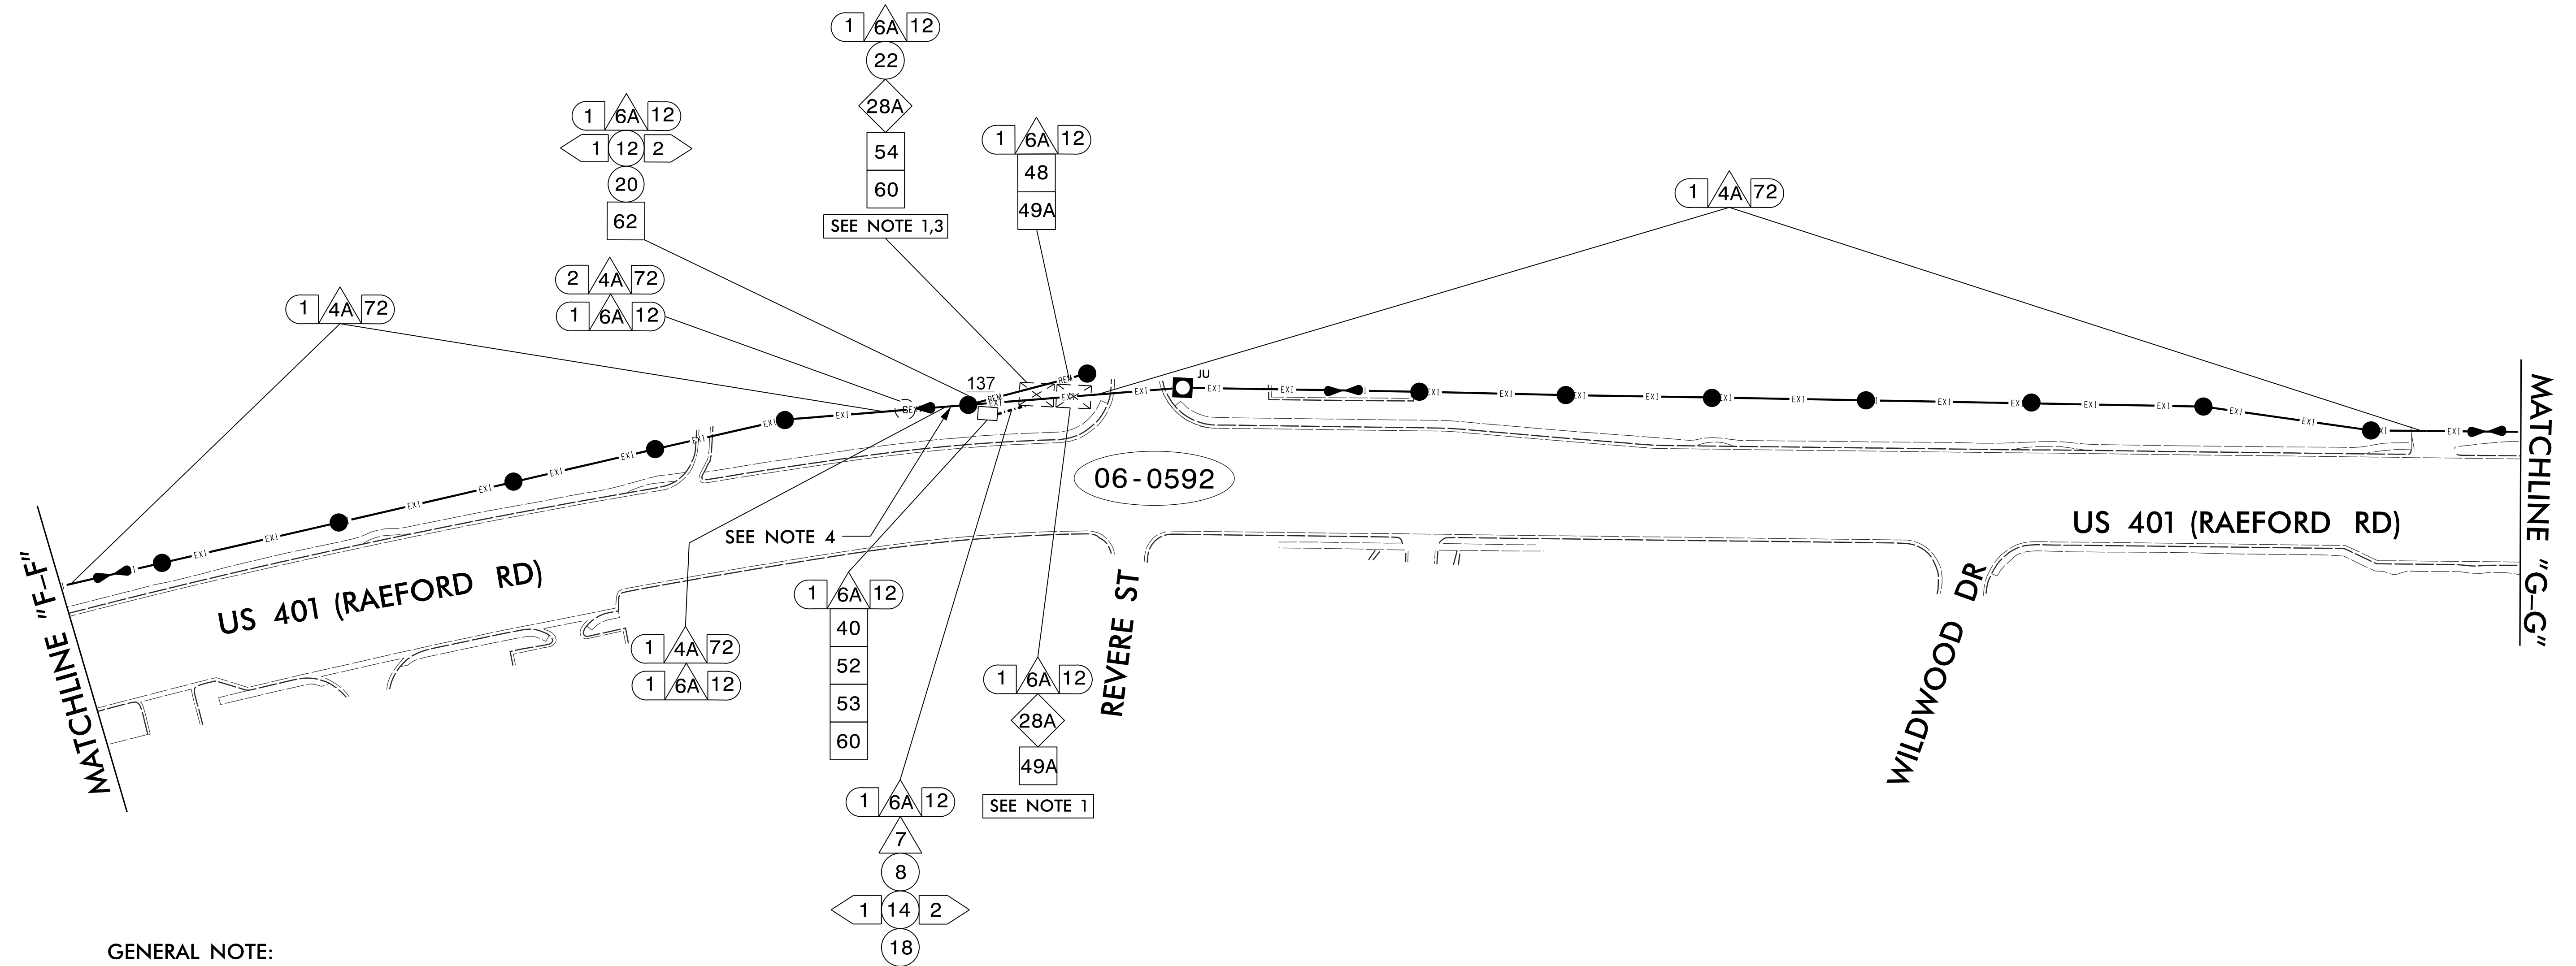 1 6A 12
22
28A
54
60
SEE NOTE 1,3
1 6A 12
1 12 2
20
62
1 6A 12
48
49A
1 4A 72
2 4A 72
1 6A 12
1 4A 72
137
JU
EXI
REM
REM
06-0592
SEE NOTE 4
US 401 (RAEFORD RD)
US 401 (RAEFORD RD)
MATCHLINE "F-F"
MATCHLINE "G-G"
REVERE ST
WILDWOOD DR
1 4A 72
1 6A 12
1 6A 12
40
52
53
60
1 6A 12
28A
49A
SEE NOTE 1
1 6A 12
7
8
1 14 2
18
GENERAL NOTE: